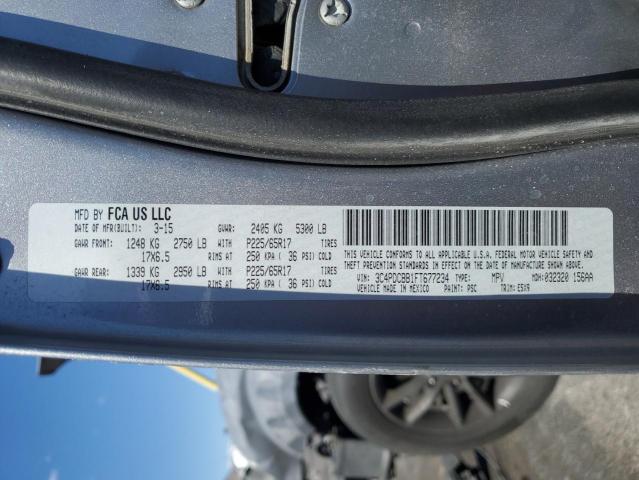 MFD BY FCA US LLC
DATE OF MFR(BUILT): 3-15 GVWR: 2405 KG 5300 LB
GAWR FRONT: 1248 KG 2750 LB WITH P225/65R17 TIRES
17X6.5 RIMS AT 250 KPA ( 36 PSI) COLD
GAWR REAR: 1339 KG 2950 LB WITH P225/65R17 TIRES
17X6.5 RIMS AT 250 KPA ( 36 PSI) COLD
THIS VEHICLE CONFORMS TO ALL APPLICABLE U.S.A. FEDERAL MOTOR VEHICLE SAFETY AND
THEFT PREVENTION STANDARDS IN EFFECT ON THE DATE OF MANUFACTURE SHOWN ABOVE.
VIN: 3C4PDCBB1FT677234 TYPE: MPV MDH: 032320 156AA
VEHICLE MADE IN MEXICO PAINT: PSC TRIM: E5X9